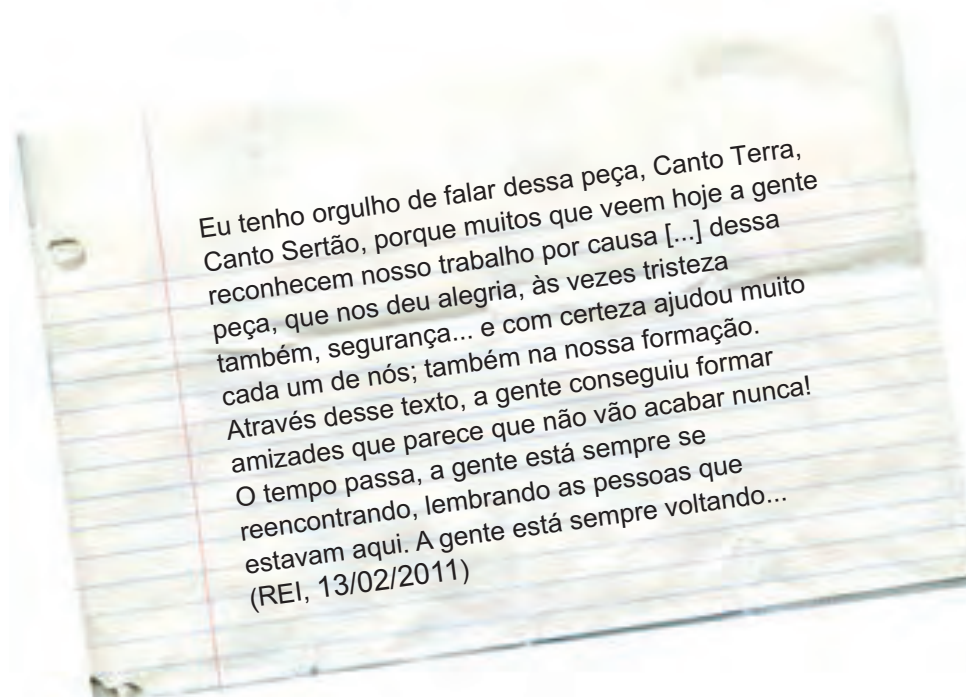 Eu tenho orgulho de falar dessa peça, Canto Terra,
Canto Sertão, porque muitos que veem hoje a gente
reconhecem nosso trabalho por causa [...] dessa
peça, que nos deu alegria, às vezes tristeza
também, segurança... e com certeza ajudou muito
cada um de nós; também na nossa formação.
Através desse texto, a gente conseguiu formar
amizades que parece que não vão acabar nunca!
O tempo passa, a gente está sempre se
reencontrando, lembrando as pessoas que
estavam aqui. A gente está sempre voltando...
(REI, 13/02/2011)